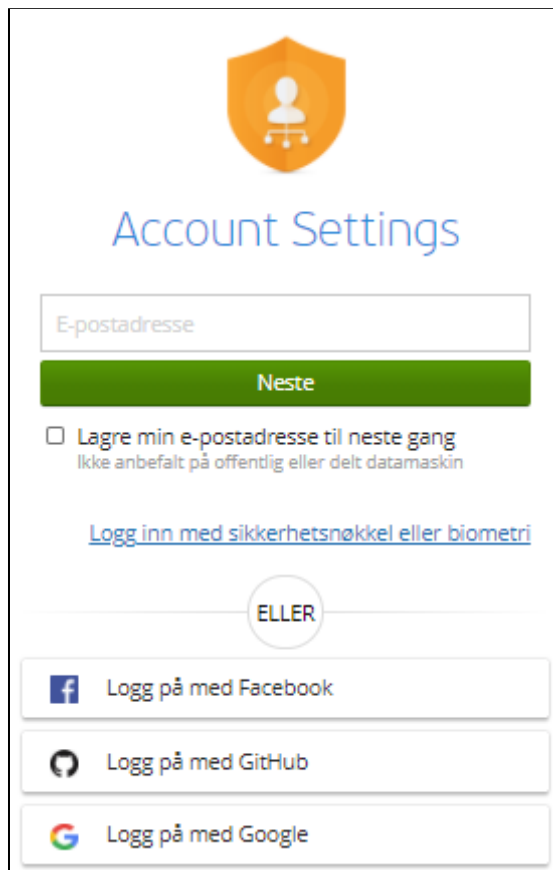 Account Settings
E-postadresse
Neste
Lagre min e-postadresse til neste gang
Ikke anbefalt på offentlig eller delt datamaskin
Logg inn med sikkerhetsnøkkel eller biometri
ELLER
Logg på med Facebook
Logg på med GitHub
Logg på med Google